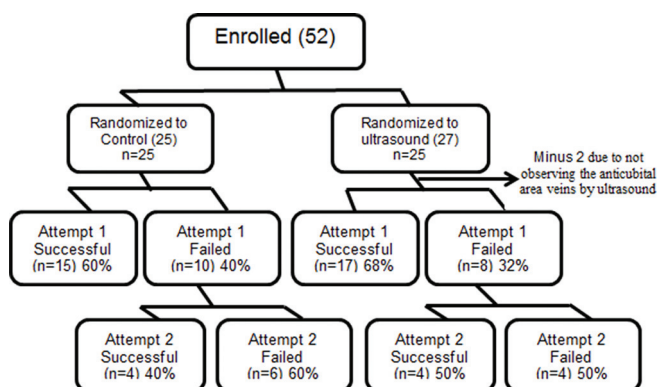 Enrolled (52)
Randomized to
Control (25)
n=25
Randomized to
ultrasound (27)
n=25
Minus 2 due to not
observing the anticubital
area veins by ultrasound
Attempt 1
Successful
(n=15) 60%
Attempt 1
Failed
(n=10) 40%
Attempt 1
Successful
(n=17) 68%
Attempt 1
Failed
(n=8) 32%
Attempt 2
Successful
(n=4) 40%
Attempt 2
Failed
(n=6) 60%
Attempt 2
Successful
(n=4) 50%
Attempt 2
Failed
(n=4) 50%